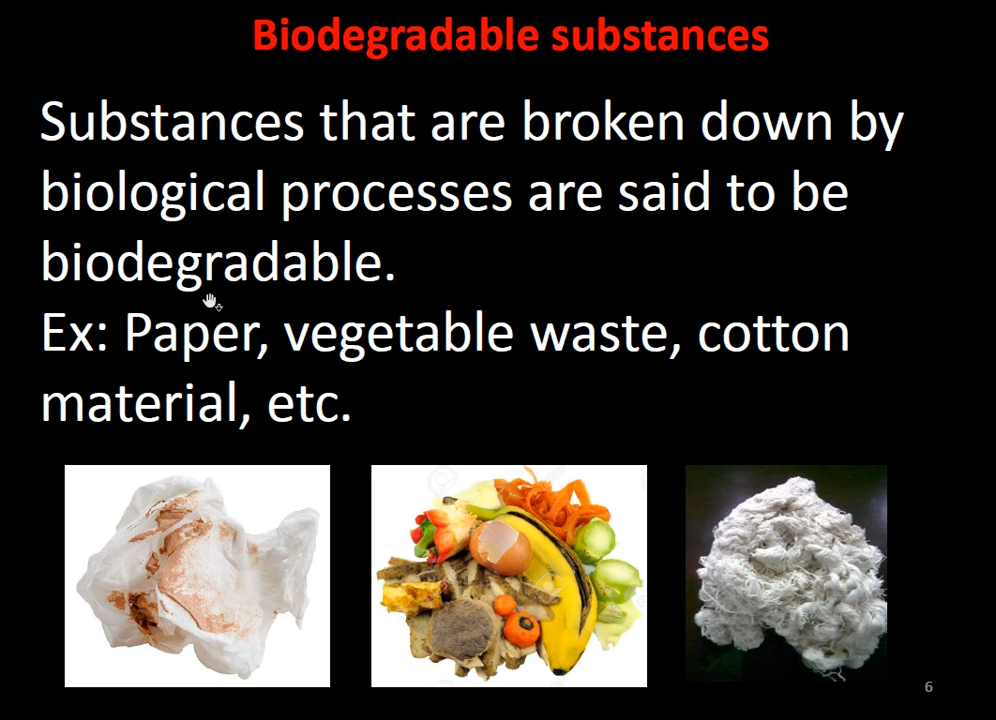 Biodegradable substances
Substances that are broken down by
biological processes are said to be
biodegradable.
Ex: Paper, vegetable waste, cotton
material, etc.
6